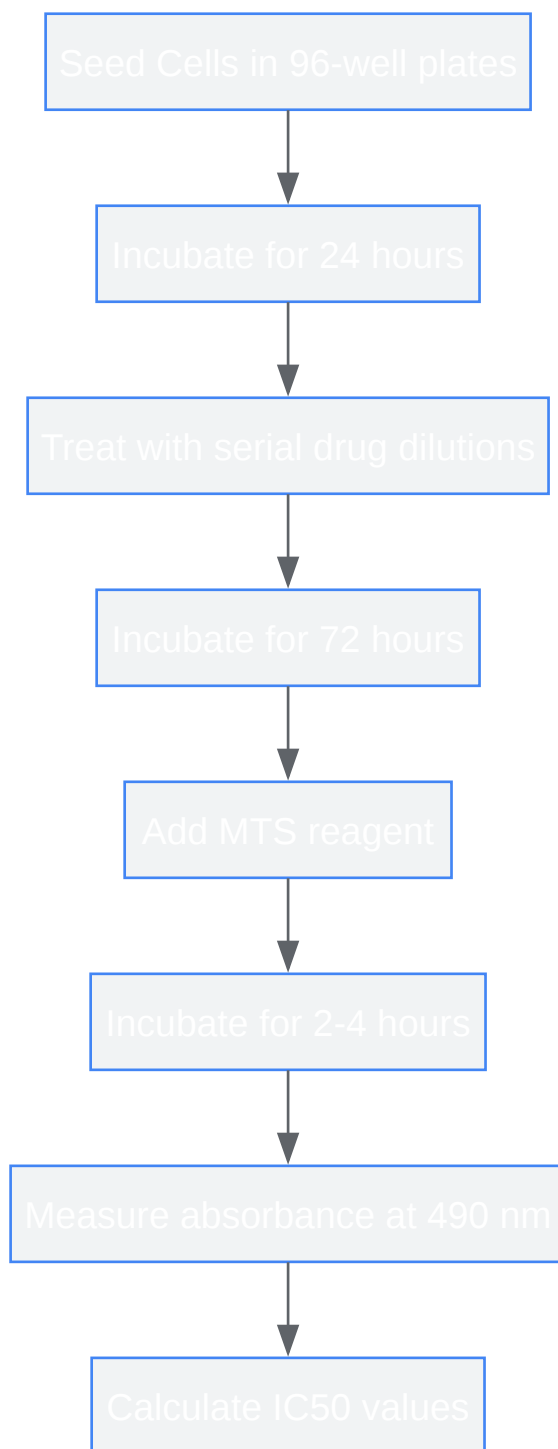 Seed Cells in 96-well plates
Incubate for 24 hours
Treat with serial drug dilutions
Incubate for 72 hours
Add MTS reagent
Incubate for 2-4 hours
Measure absorbance at 490 nm
Calculate IC50 values